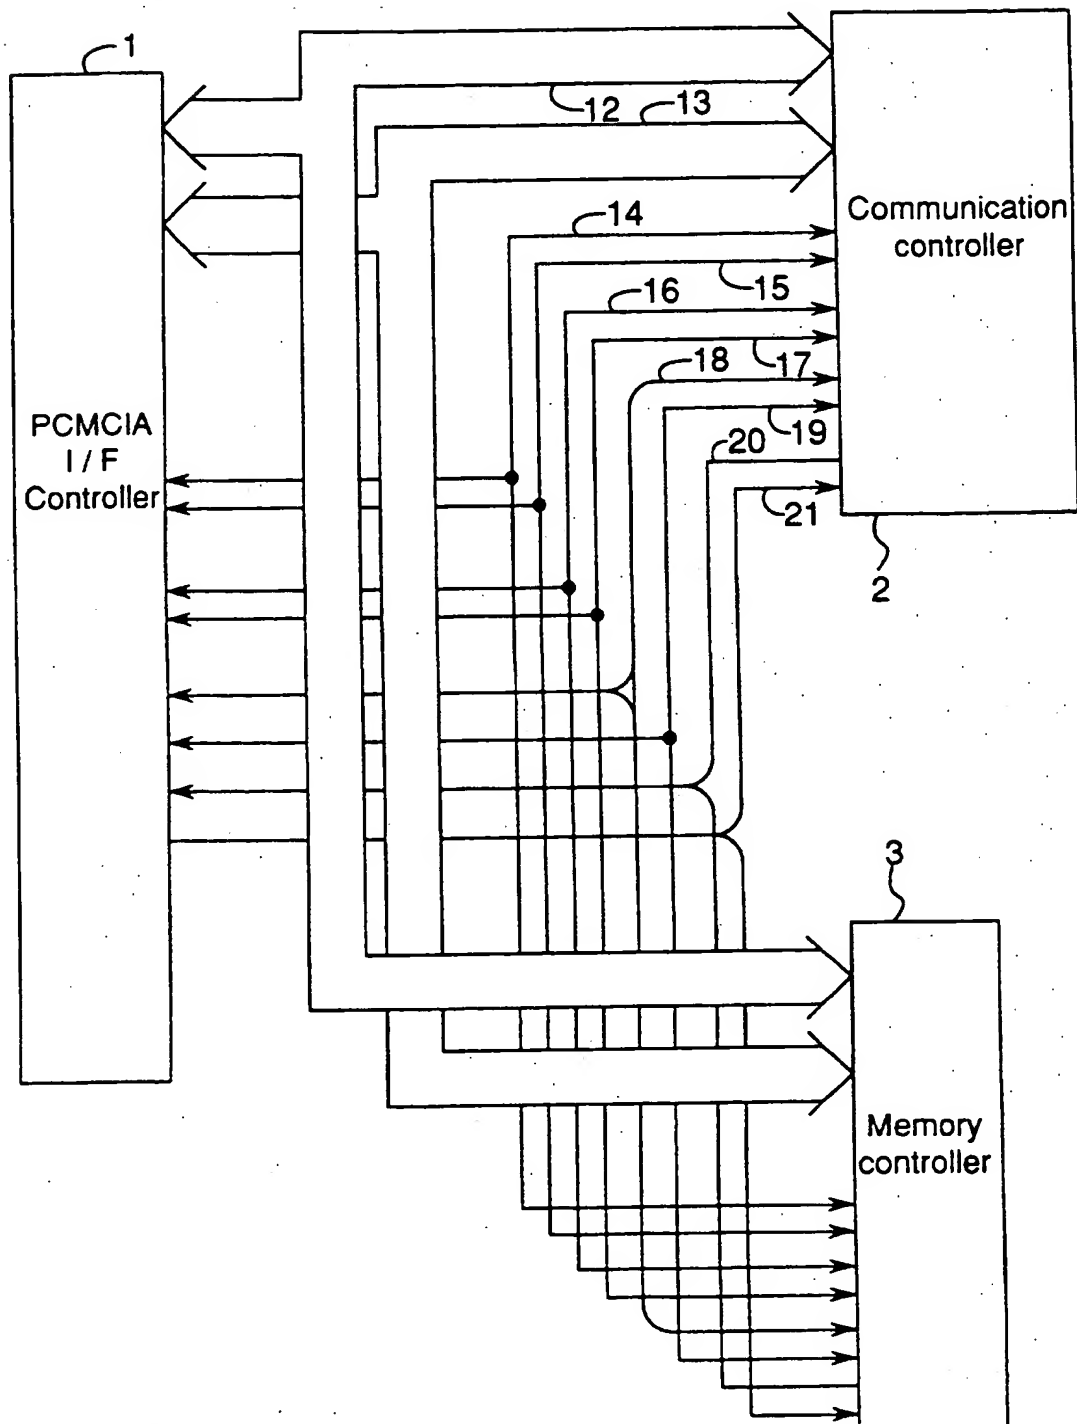 1
12
13
Communication
controller
14
15
16
17
18
19
20
21
2
PCMCIA
I / F
Controller
3
Memory
controller